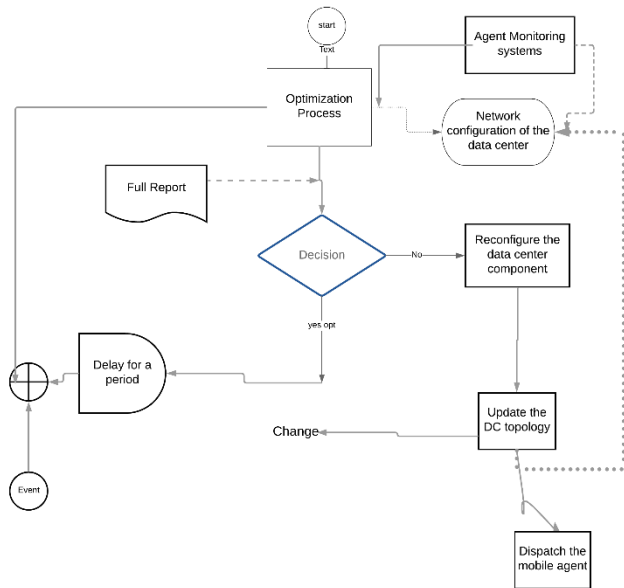 start
Text
Agent Monitoring
systems
Optimization
Process
Network
configuration of the
data center
Full Report
Decision
No
Reconfigure the
data center
component
yes opt
Delay for a
period
Update the
DC topology
Change
Event
Dispatch the
mobile agent